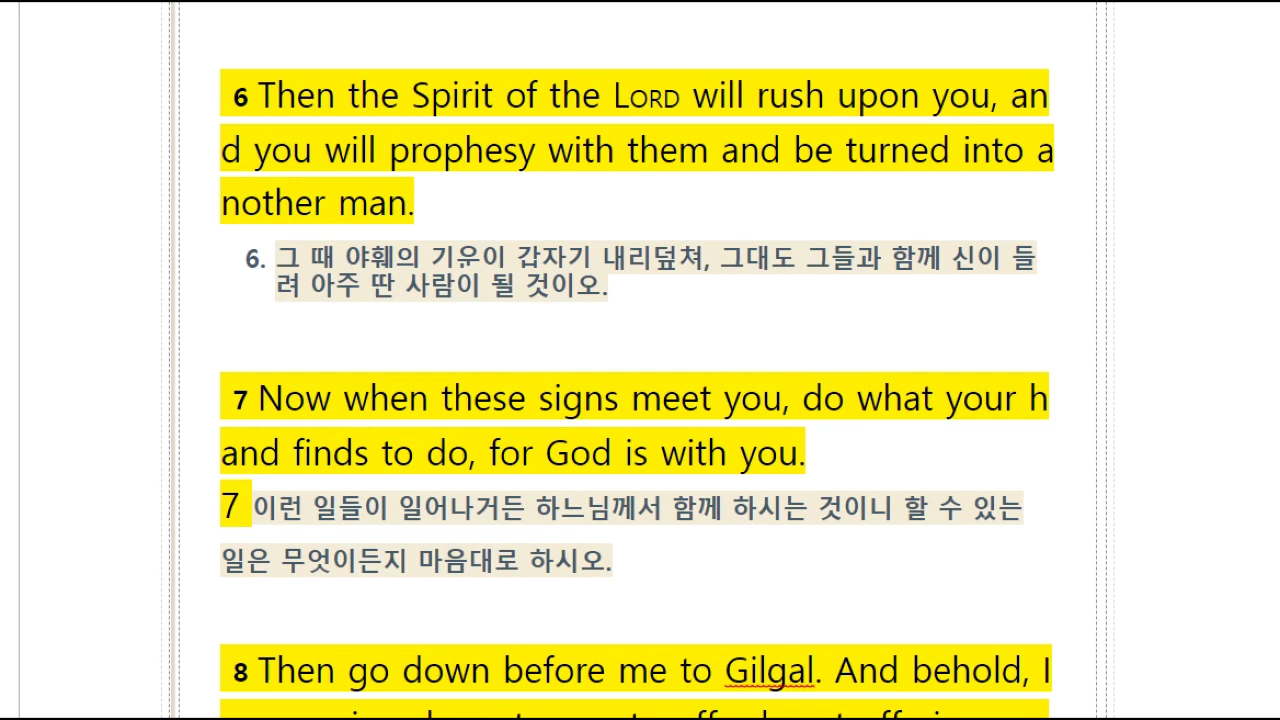 6 Then the Spirit of the LORD will rush upon you, an
d you will prophesy with them and be turned into a
nother man.
6. 그 때 야훼의 기운이 갑자기 내리덮쳐, 그대도 그들과 함께 신이 들
려 아주 딴 사람이 될 것이오.
7 Now when these signs meet you, do what your h
and finds to do, for God is with you.
7 이런 일들이 일어나거든 하느님께서 함께 하시는 것이니 할 수 있는
일은 무엇이든지 마음대로 하시오.
8 Then go down before me to Gilgal. And behold, I